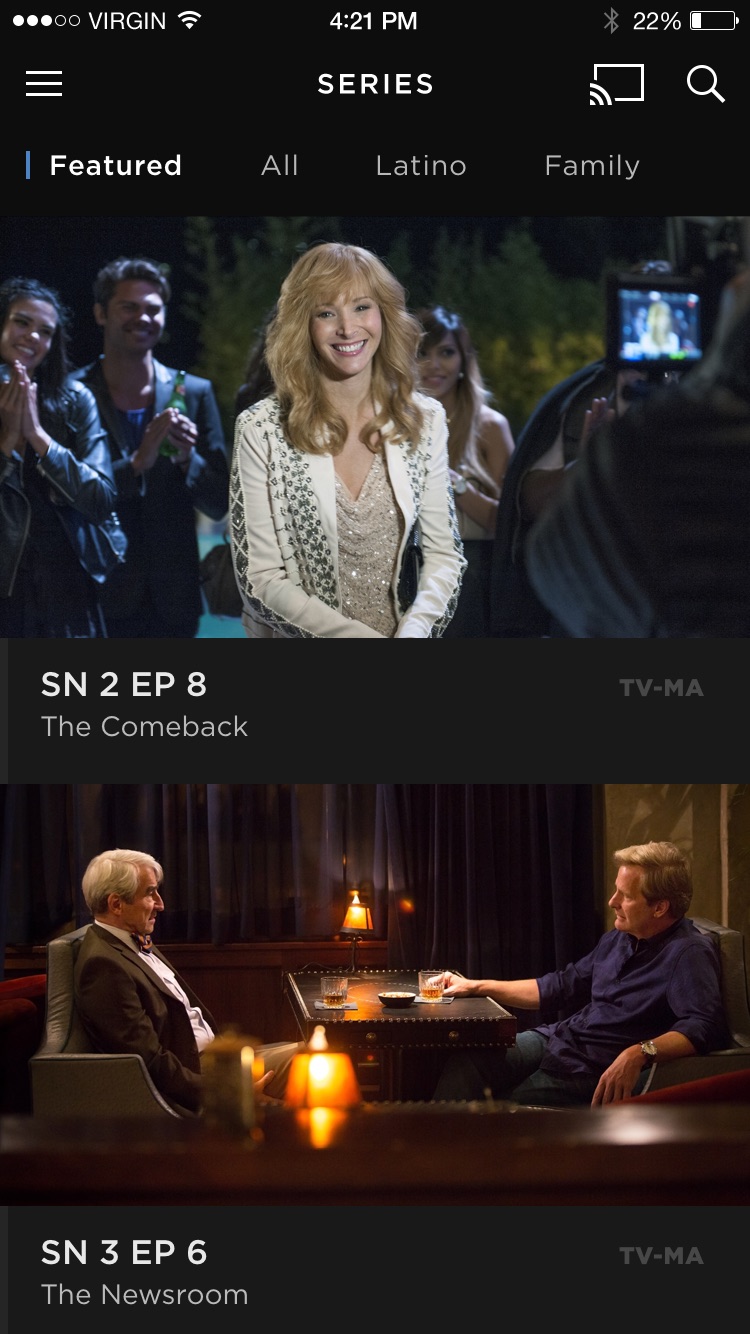 VIRGIN 4:21 PM 22%
SERIES
Featured All Latino Family
SN 2 EP 8 TV-MA
The Comeback
SN 3 EP 6 TV-MA
The Newsroom